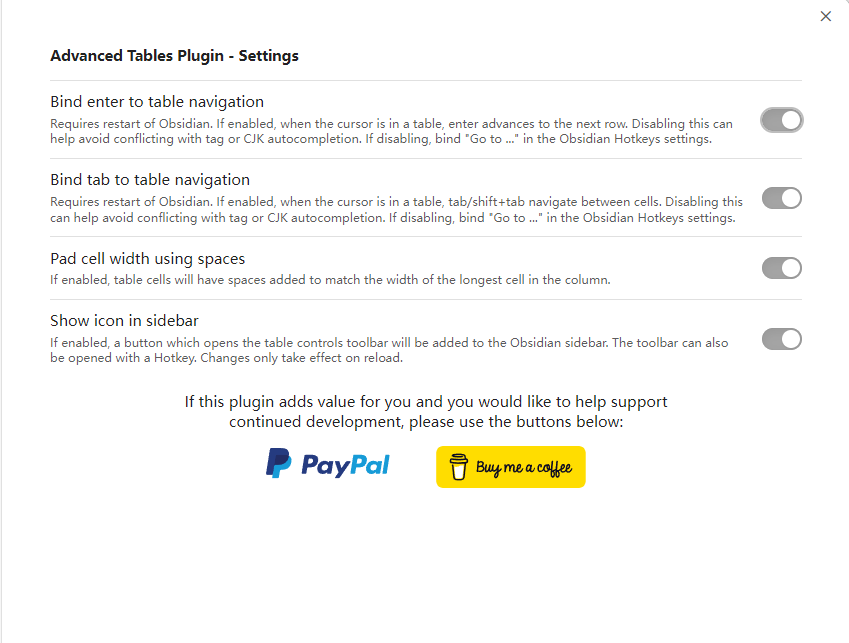 Advanced Tables Plugin - Settings
Bind enter to table navigation
Requires restart of Obsidian. If enabled, when the cursor is in a table, enter advances to the next row. Disabling this can
help avoid conflicting with tag or CJK autocompletion. If disabling, bind "Go to ..." in the Obsidian Hotkeys settings.
Bind tab to table navigation
Requires restart of Obsidian. If enabled, when the cursor is in a table, tab/shift+tab navigate between cells. Disabling this
can help avoid conflicting with tag or CJK autocompletion. If disabling, bind "Go to ..." in the Obsidian Hotkeys settings.
Pad cell width using spaces
If enabled, table cells will have spaces added to match the width of the longest cell in the column.
Show icon in sidebar
If enabled, a button which opens the table controls toolbar will be added to the Obsidian sidebar. The toolbar can also
be opened with a Hotkey. Changes only take effect on reload.
If this plugin adds value for you and you would like to help support
continued development, please use the buttons below:
PayPal Buy me a coffee